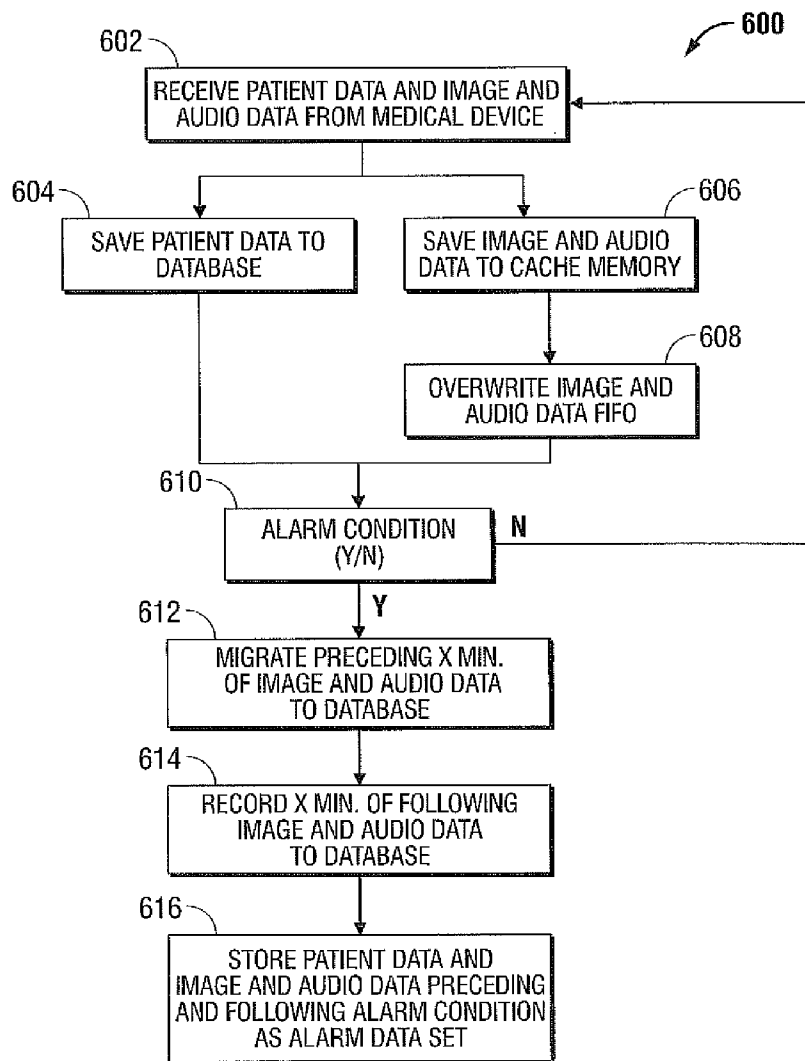 600
602
RECEIVE PATIENT DATA AND IMAGE AND
AUDIO DATA FROM MEDICAL DEVICE
604
SAVE PATIENT DATA TO
DATABASE
606
SAVE IMAGE AND AUDIO
DATA TO CACHE MEMORY
608
OVERWRITE IMAGE AND
AUDIO DATA FIFO
610
ALARM CONDITION
(Y/N)
N
Y
612
MIGRATE PRECEDING X MIN.
OF IMAGE AND AUDIO DATA
TO DATABASE
614
RECORD X MIN. OF FOLLOWING
IMAGE AND AUDIO DATA
TO DATABASE
616
STORE PATIENT DATA AND
IMAGE AND AUDIO DATA PRECEDING
AND FOLLOWING ALARM CONDITION
AS ALARM DATA SET